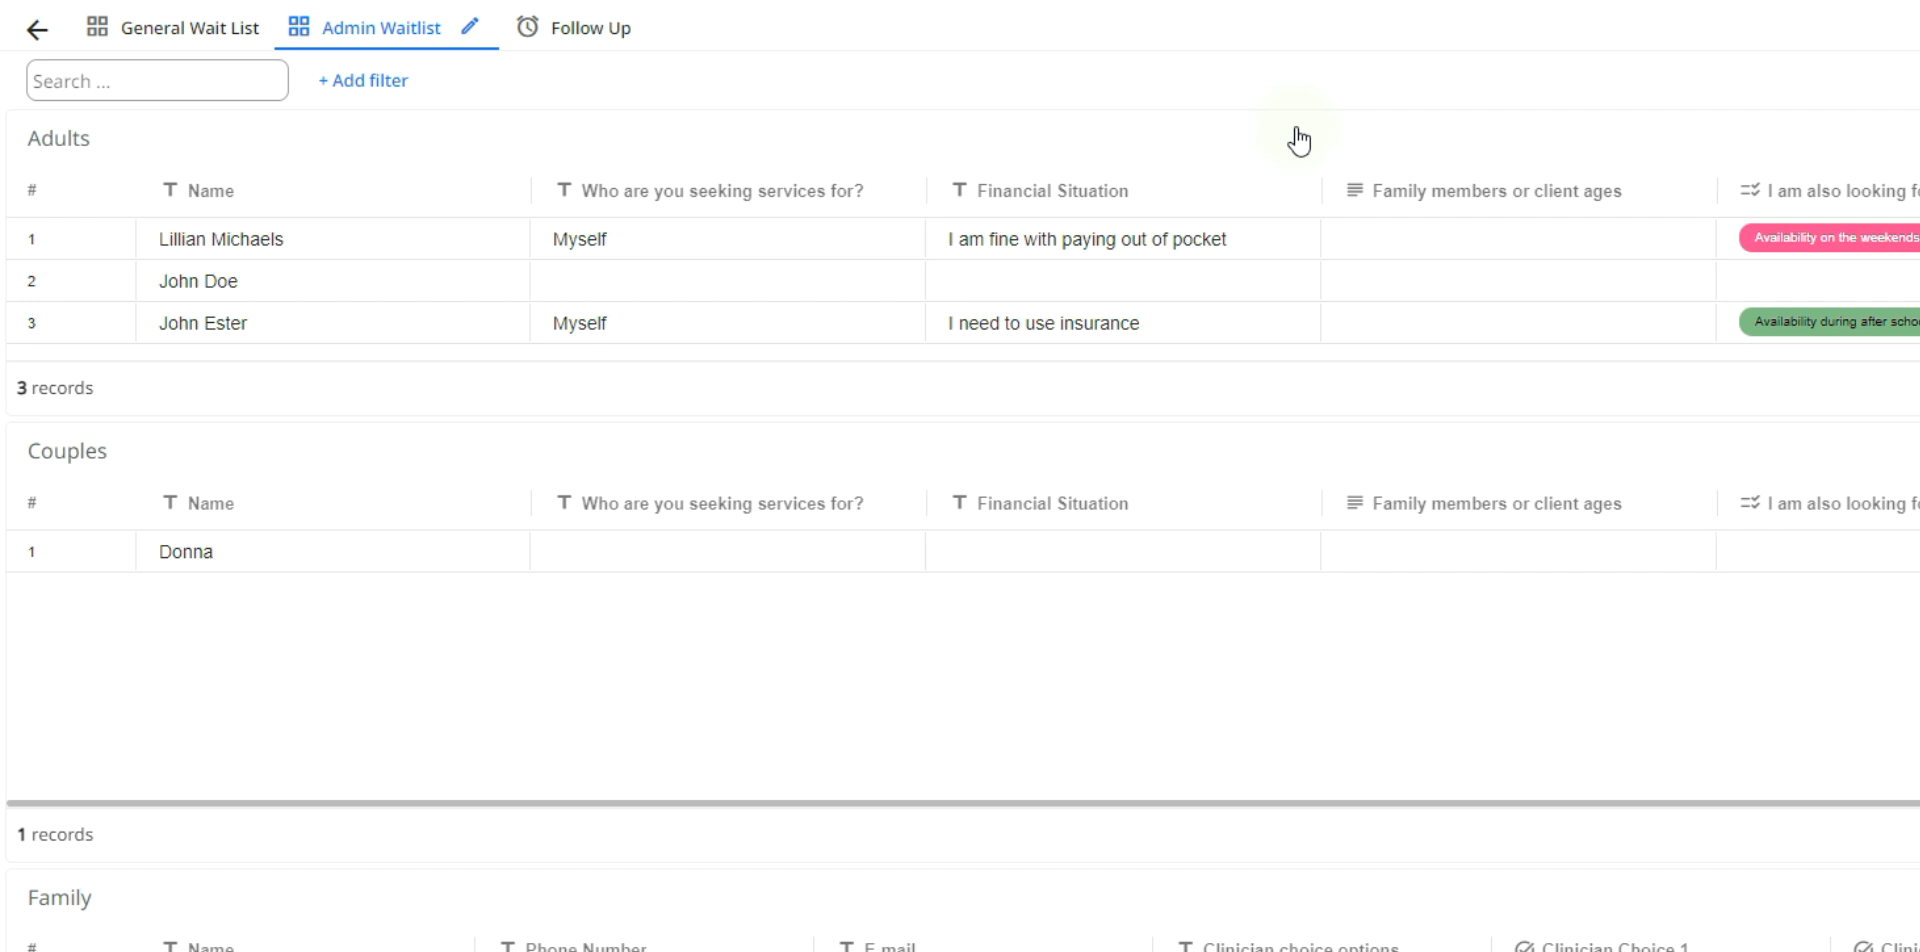 General Wait List Admin Waitlist Follow Up
Search ... + Add filter
Adults
# Name Who are you seeking services for? Financial Situation Family members or client ages I am also looking
1 Lillian Michaels Myself I am fine with paying out of pocket Availability on the weekends
2 John Doe
3 John Ester Myself I need to use insurance Availability during after
3 records
Couples
# Name Who are you seeking services for? Financial Situation Family members or client ages I am also looking
1 Donna
1 records
Family
# Name Phone Number E mail Clinician choice options Clinician Choice 1